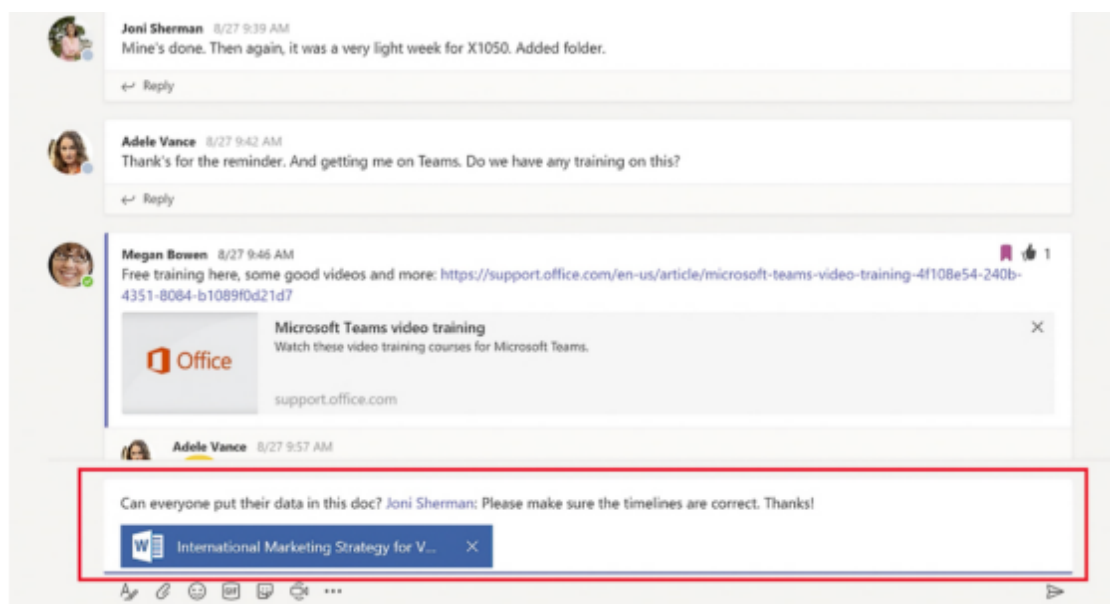 Joni Sherman 8/27 9:39 AM
Mine's done. Then again, it was a very light week for X1050. Added folder.
Reply
Adele Vance 8/27 9:42 AM
Thank's for the reminder. And getting me on Teams. Do we have any training on this?
Reply
Megan Bowen 8/27 9:46 AM
1
Free training here, some good videos and more: https://support.office.com/en-us/article/microsoft-teams-video-training-4f108e54-240b-
4351-8084-b1089f0d21d7
Microsoft Teams video training
Watch these video training courses for Microsoft Teams.
Office
support.office.com
Adele Vance 8/27 9:57 AM
Can everyone put their data in this doc? Joni Sherman: Please make sure the timelines are correct. Thanks!
W
International Marketing Strategy for V...
GIF